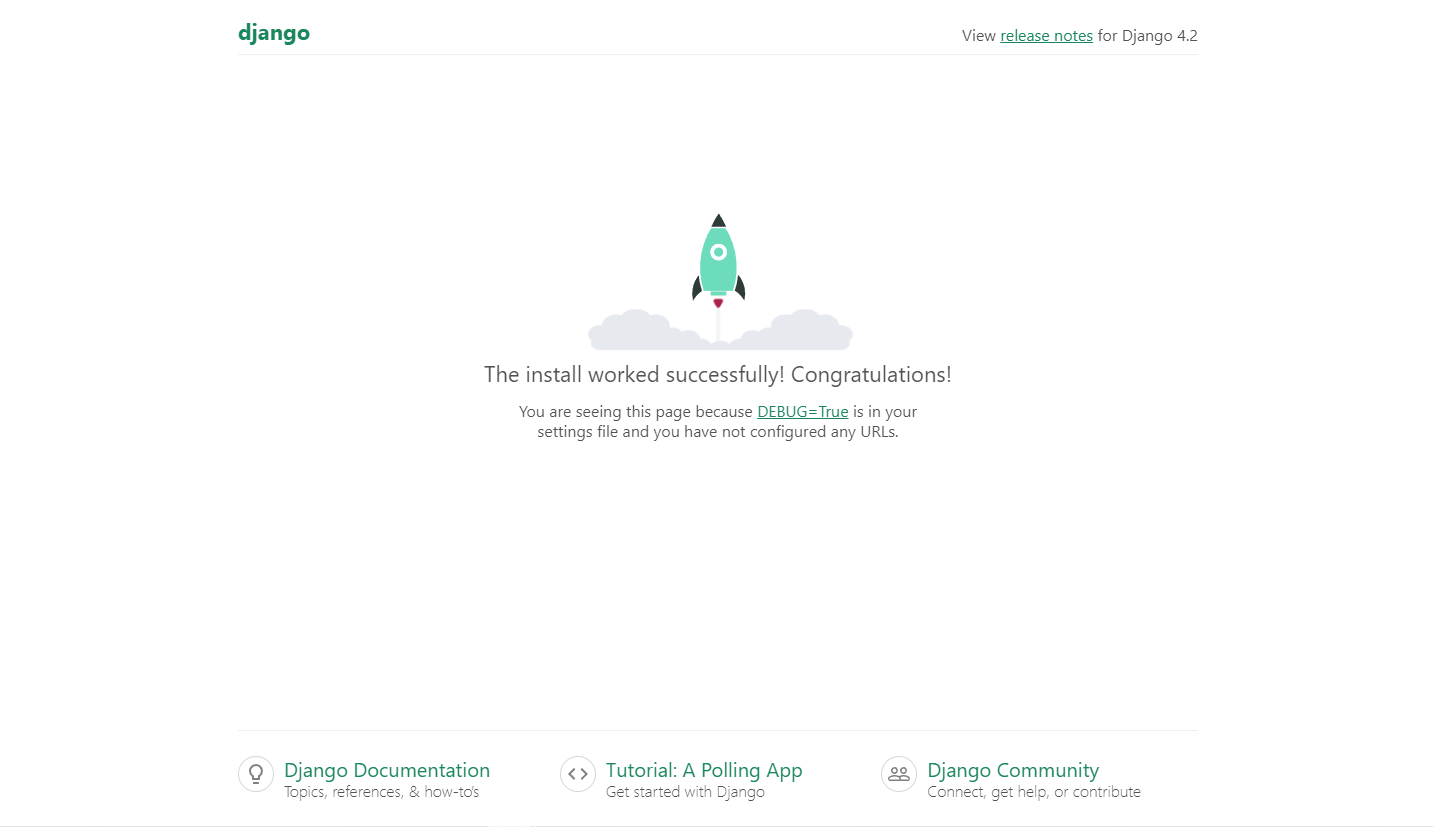 django
View release notes for Django 4.2
The install worked successfully! Congratulations!
You are seeing this page because DEBUG=True is in your
settings file and you have not configured any URLs.
Django Documentation
Topics, references, & how-to’s
Tutorial: A Polling App
Get started with Django
Django Community
Connect, get help, or contribute